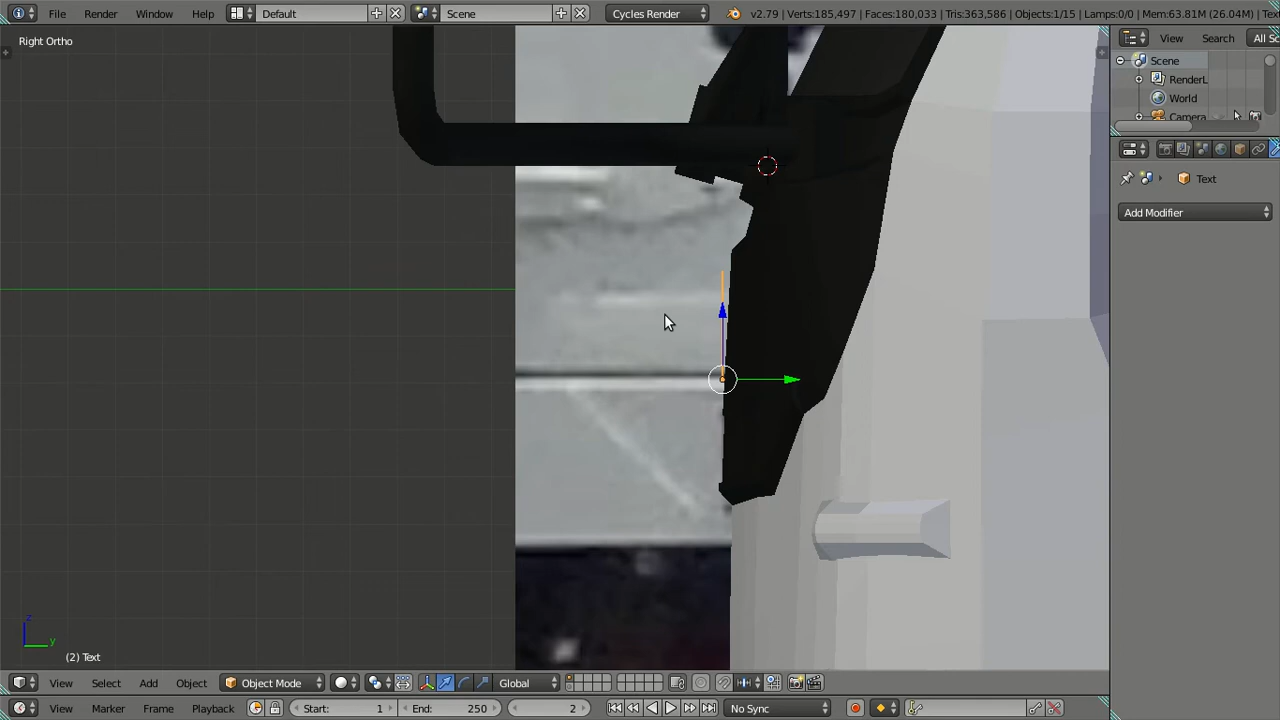 File Render Window Help Default Scene Cycles Render v2.79 | Verts:185,497 | Faces:180,033 | Tris:363,586 | Objects:1/15 | Lamps:0/0 | Mem:63.81M (26.04M) |
Right Ortho
View Search All Sc
Scene
RenderL
World
Camera
Text
Add Modifier
z
y
(2) Text
View Select Add Object Object Mode Global
View Marker Frame Playback Start: 1 End: 250 2 No Sync